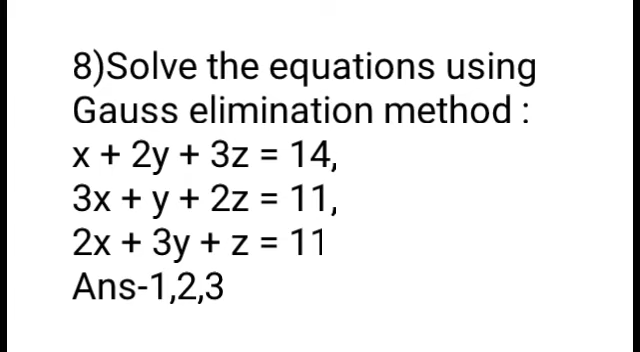 8)Solve the equations using
Gauss elimination method :
x + 2y + 3z = 14,
3x + y + 2z = 11,
2x + 3y + z = 11
Ans-1,2,3